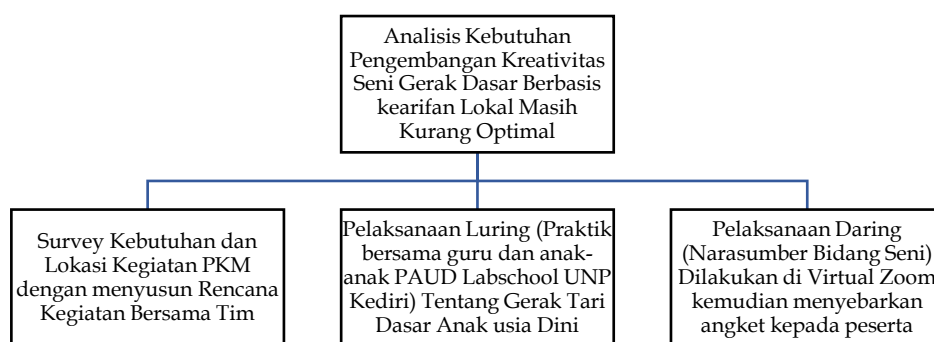 Analisis Kebutuhan
Pengembangan Kreativitas
Seni Gerak Dasar Berbasis
kearifan Lokal Masih
Kurang Optimal
Survey Kebutuhan dan
Lokasi Kegiatan PKM
dengan menyusun Rencana
Kegiatan Bersama Tim
Pelaksanaan Luring (Praktik
bersama guru dan anak-
anak PAUD Labschool UNP
Kediri) Tentang Gerak Tari
Dasar Anak usia Dini
Pelaksanaan Daring
(Narasumber Bidang Seni)
Dilakukan di Virtual Zoom
kemudian menyebarkan
angket kepada peserta